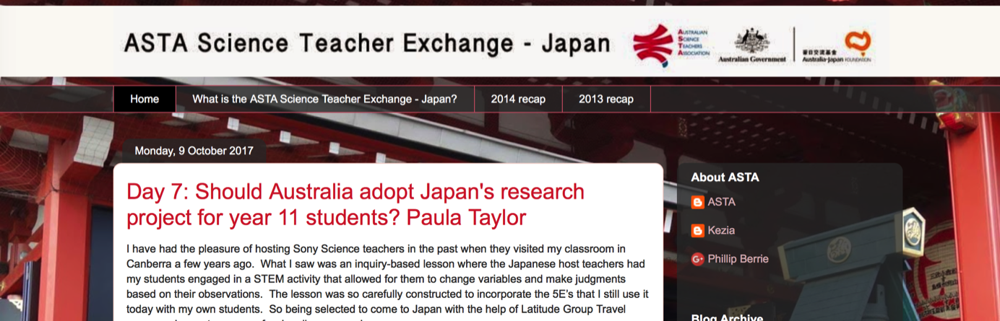 ASTA Science Teacher Exchange - Japan
AUSTRALIAN
SCIENCE
TEACHERS
ASSOCIATION
Australian Government
豪日交流基金
Australia-Japan FOUNDATION
Home
What is the ASTA Science Teacher Exchange - Japan?
2014 recap
2013 recap
Monday, 9 October 2017
Day 7: Should Australia adopt Japan's research
project for year 11 students? Paula Taylor
I have had the pleasure of hosting Sony Science teachers in the past when they visited my classroom in
Canberra a few years ago.  What I saw was an inquiry-based lesson where the Japanese host teachers had
my students engaged in a STEM activity that allowed for them to change variables and make judgments
based on their observations.  The lesson was so carefully constructed to incorporate the 5E's that I still use it
today with my own students.  So being selected to come to Japan with the help of Latitude Group Travel
About ASTA
ASTA
Kezia
Phillip Berrie
Blog Archive